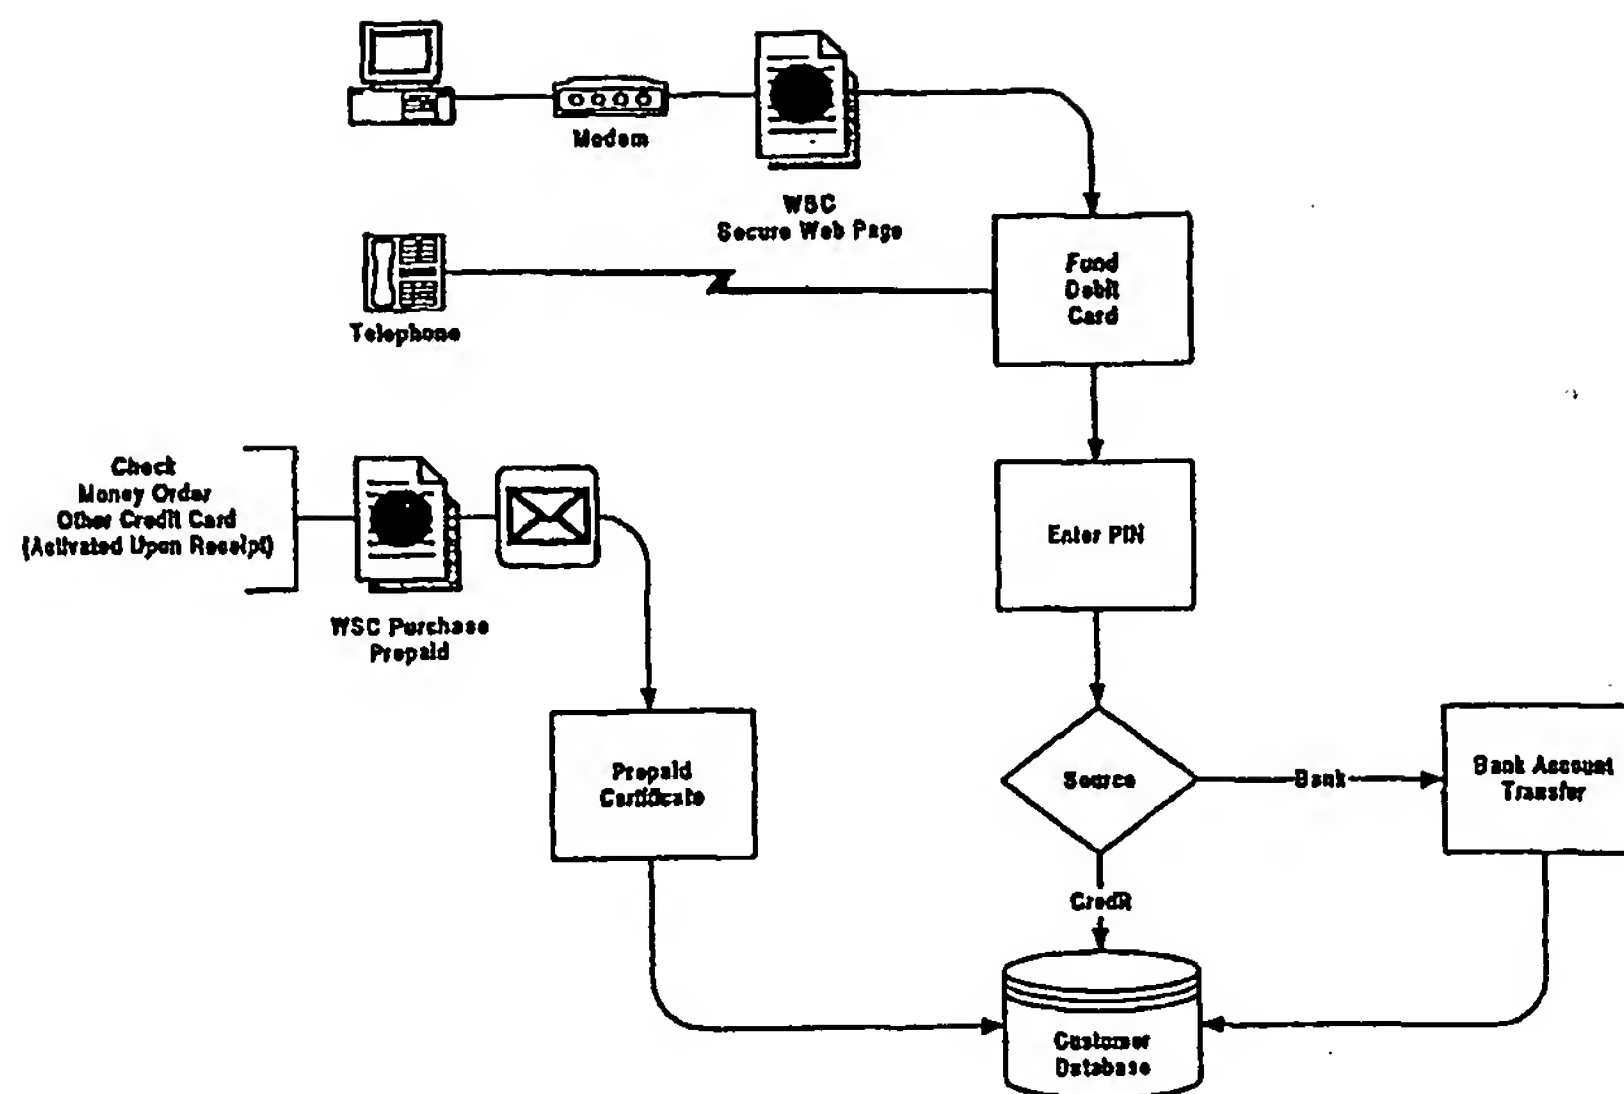 Modem
WSC
Secure Web Page
Telephone
Fund
Debit
Card
Check
Money Order
Other Credit Card
(Activated Upon Receipt)
WSC Purchase
Prepaid
Enter PIN
Prepaid
Certificate
Source
Bank
Bank Account
Transfer
Credit
Customer
Database